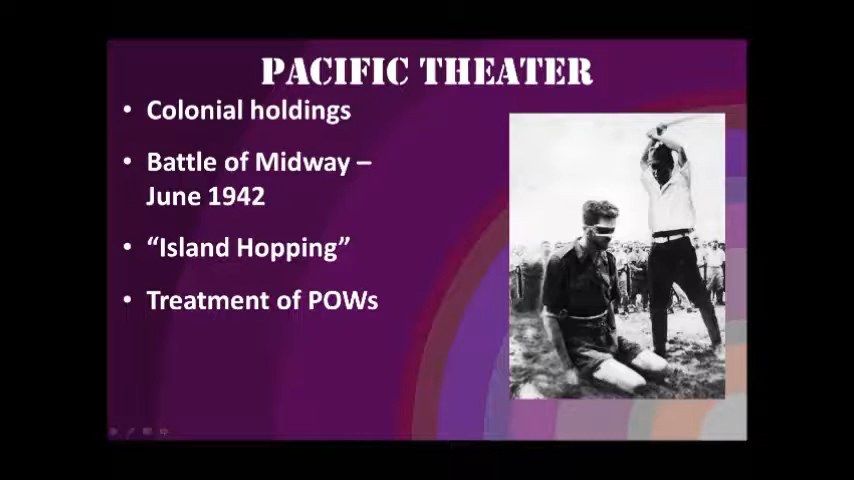 PACIFIC THEATER
• Colonial holdings
• Battle of Midway –
June 1942
• “Island Hopping”
• Treatment of POWs